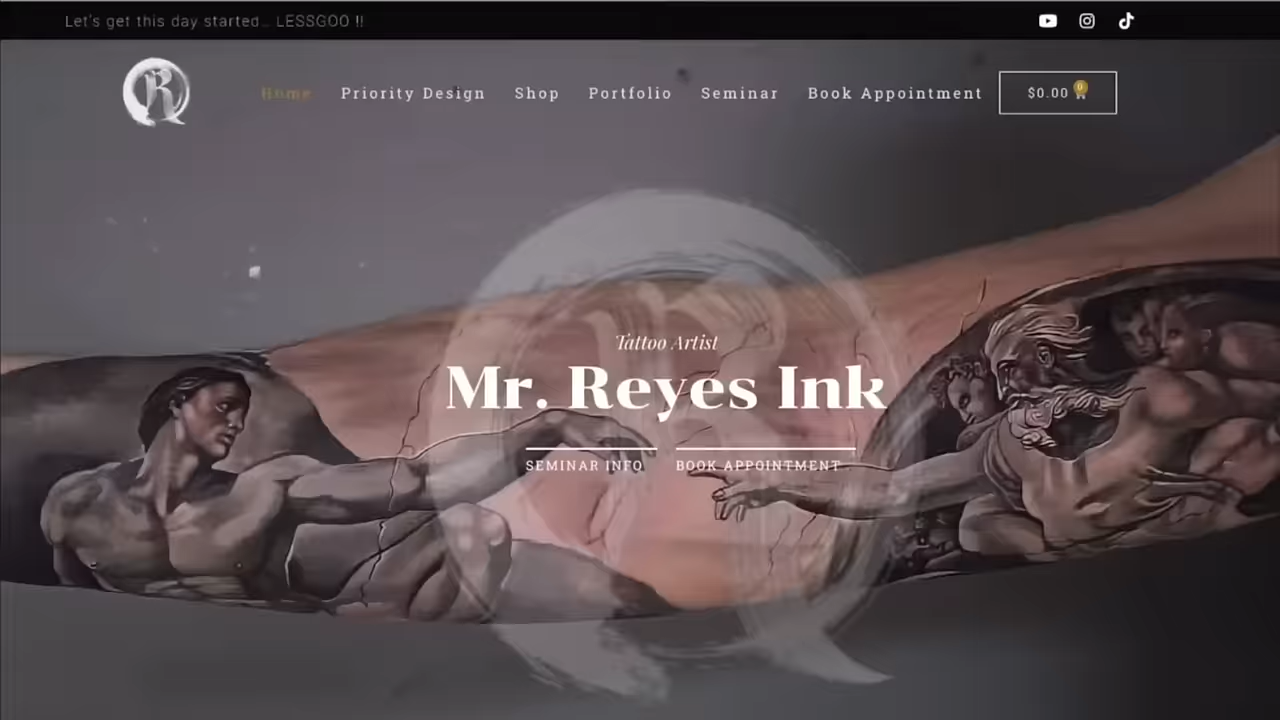 Let's get this day started... LESSGOO !!
R
Home
Priority Design
Shop
Portfolio
Seminar
Book Appointment
$0.00
0
Tattoo Artist
Mr. Reyes Ink
SEMINAR INFO
BOOK APPOINTMENT